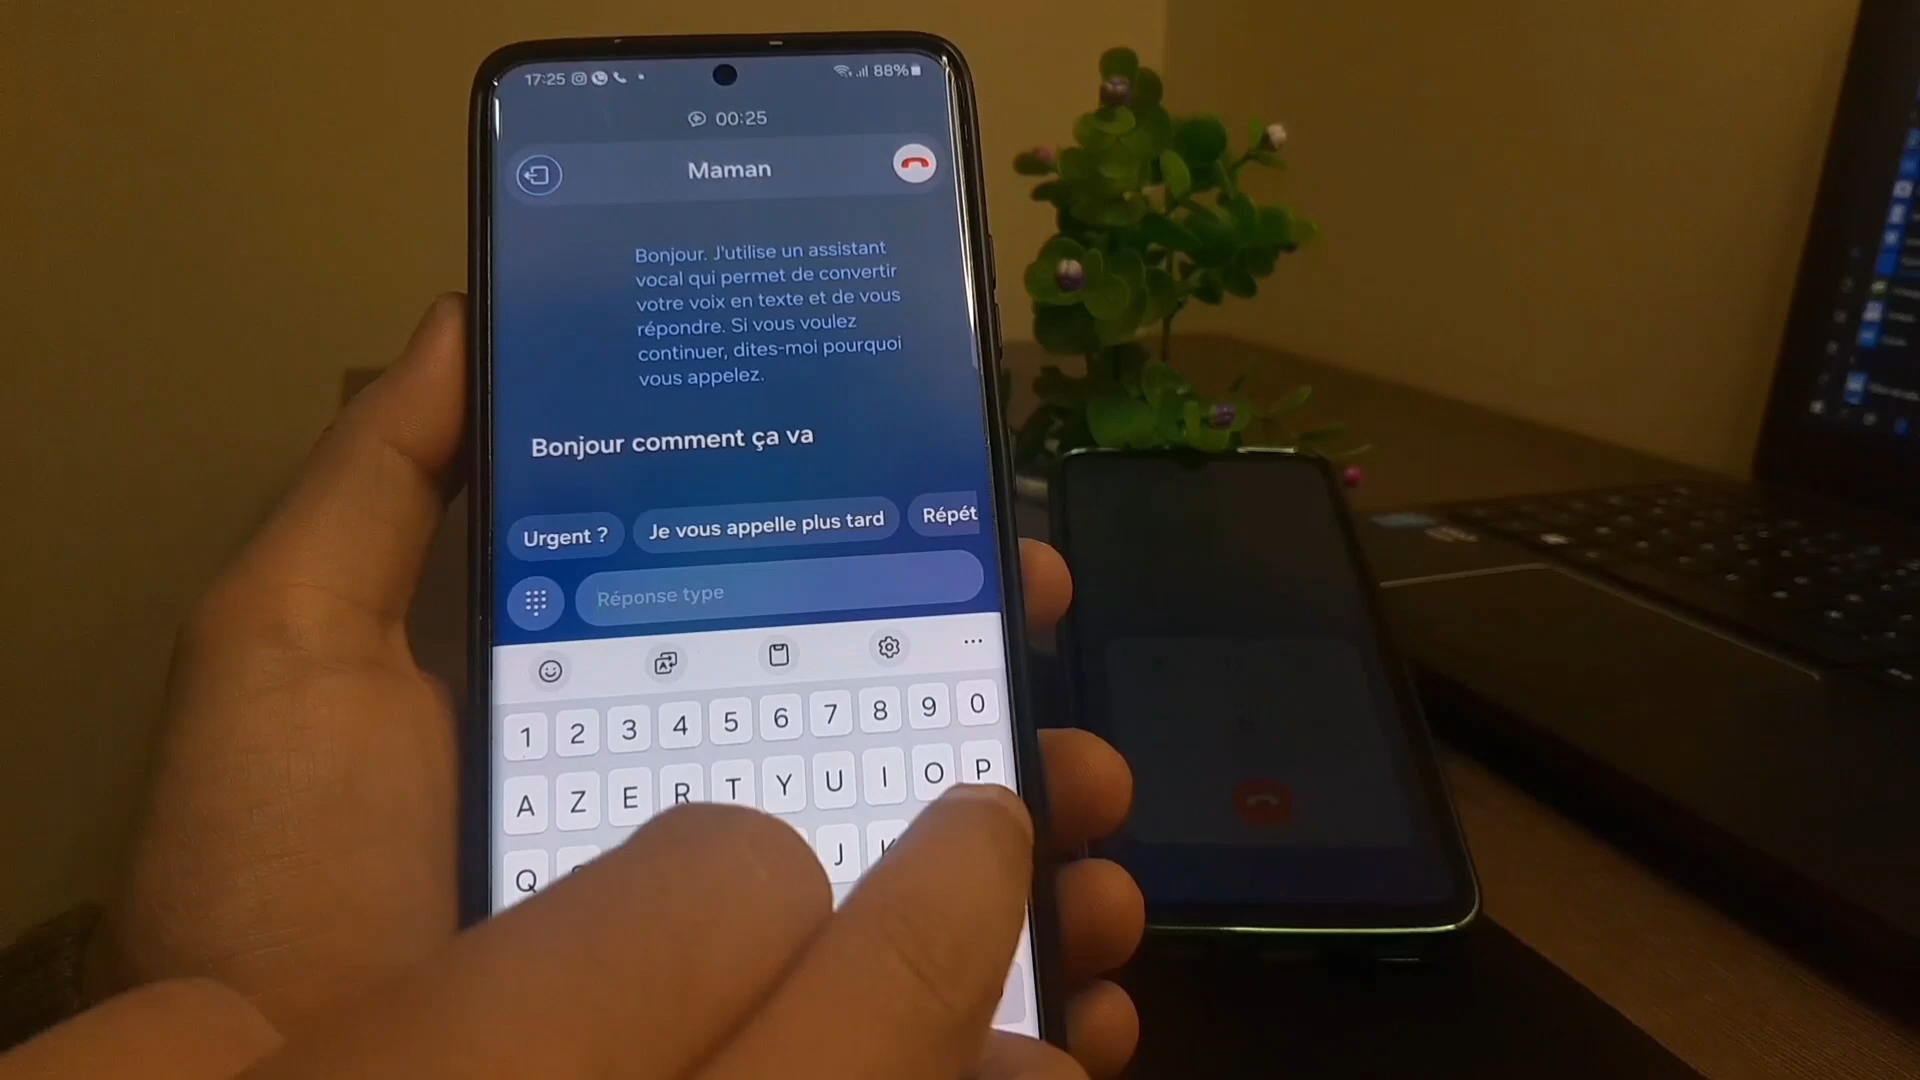 17:25
88%
00:25
Maman
Bonjour. J'utilise un assistant
vocal qui permet de convertir
votre voix en texte et de vous
répondre. Si vous voulez
continuer, dites-moi pourquoi
vous appelez.
Bonjour comment ça va
Urgent ?
Je vous appelle plus tard
Répét
Réponse type
1 2 3 4 5 6 7 8 9 0
A Z E R T Y U I O P
Q J K